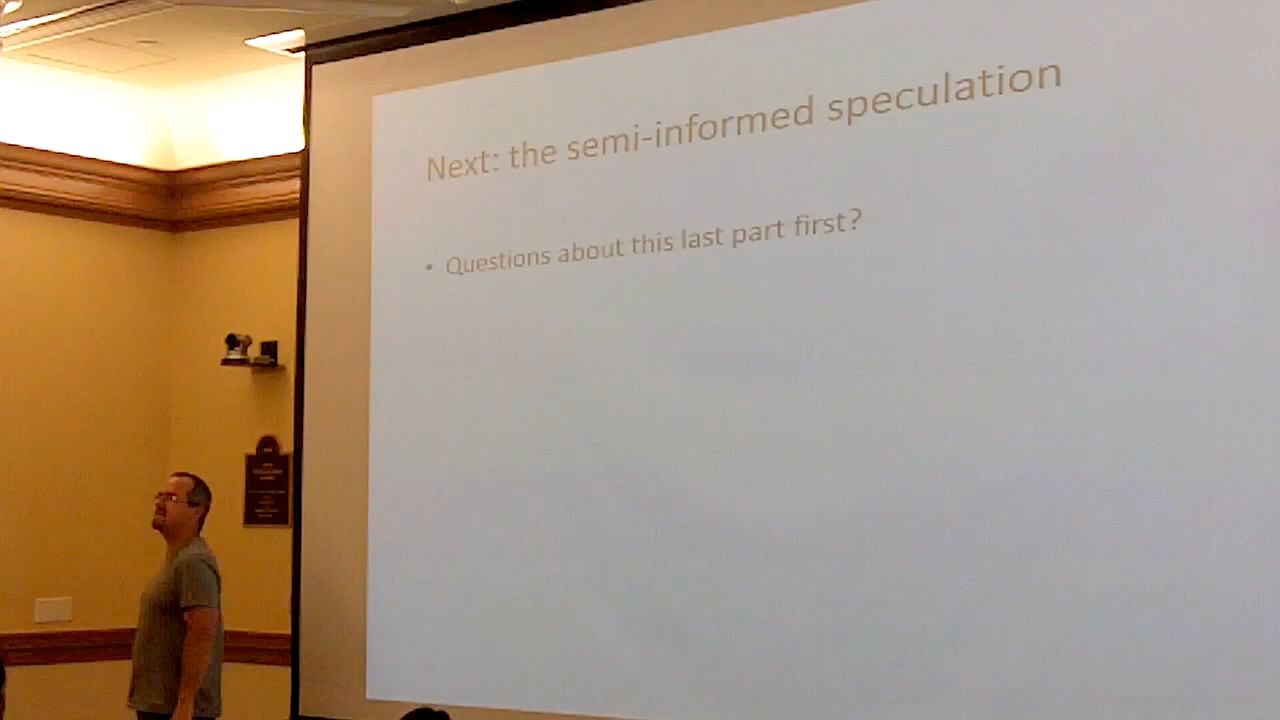 Next: the semi-informed speculation
• Questions about this last part first?